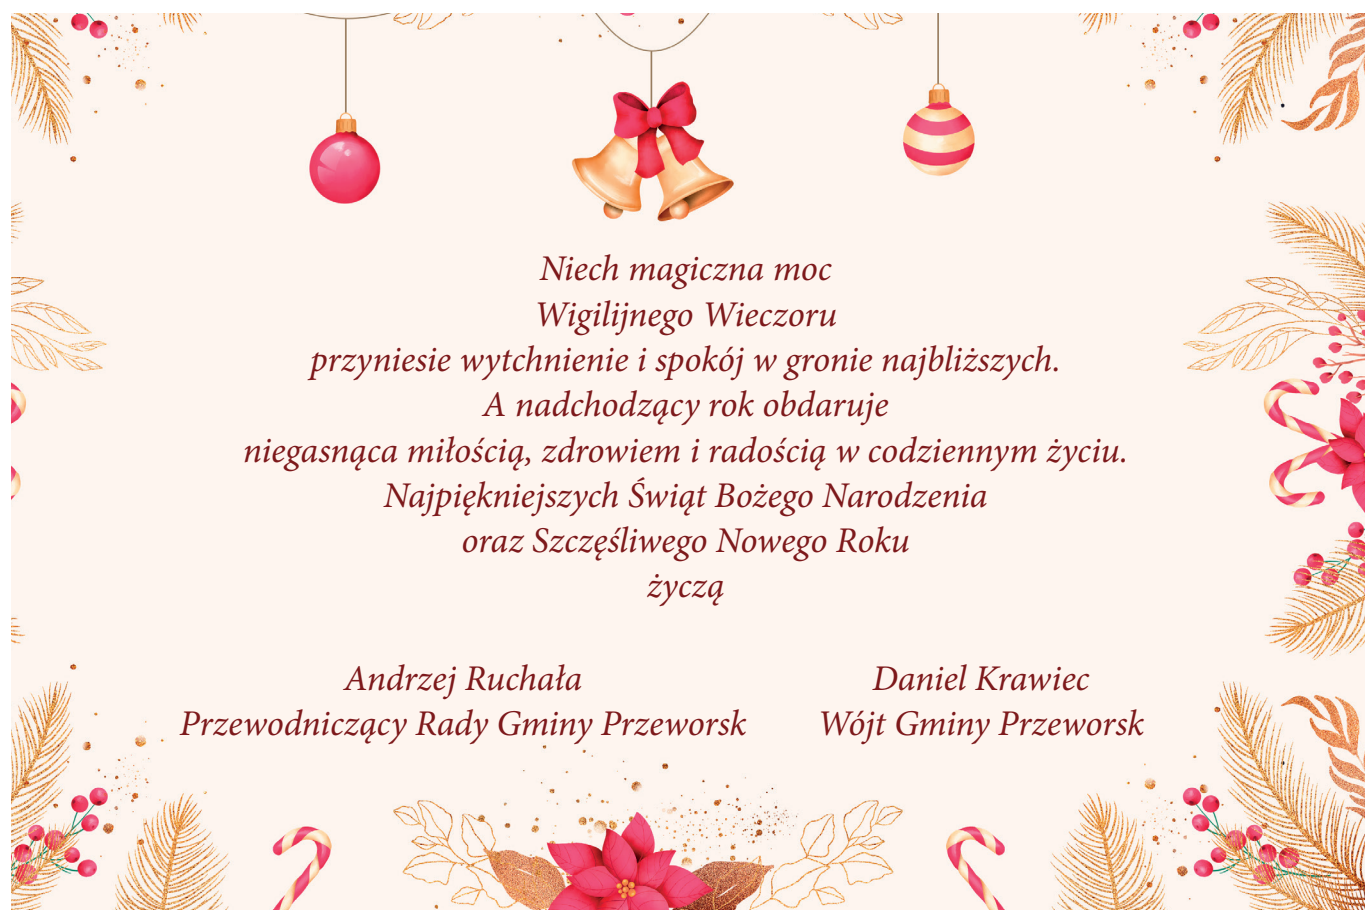 Niech magiczna moc
Wigilijnego Wieczoru
przyniesie wytchnienie i spokój w gronie najbliższych.
A nadchodzący rok obdaruje
niegasnąca miłością, zdrowiem i radością w codziennym życiu.
Najpiękniejszych Świąt Bożego Narodzenia
oraz Szczęśliwego Nowego Roku
życzą
Andrzej Ruchała
Przewodniczący Rady Gminy Przeworsk
Daniel Krawiec
Wójt Gminy Przeworsk